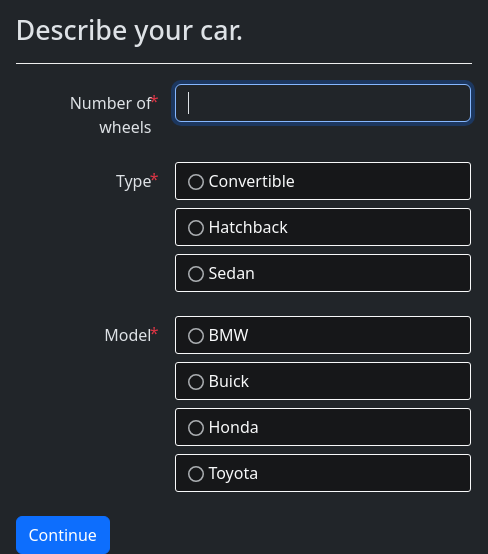 Describe your car.
Number of*
wheels
Type*
Convertible
Hatchback
Sedan
Model*
BMW
Buick
Honda
Toyota
Continue